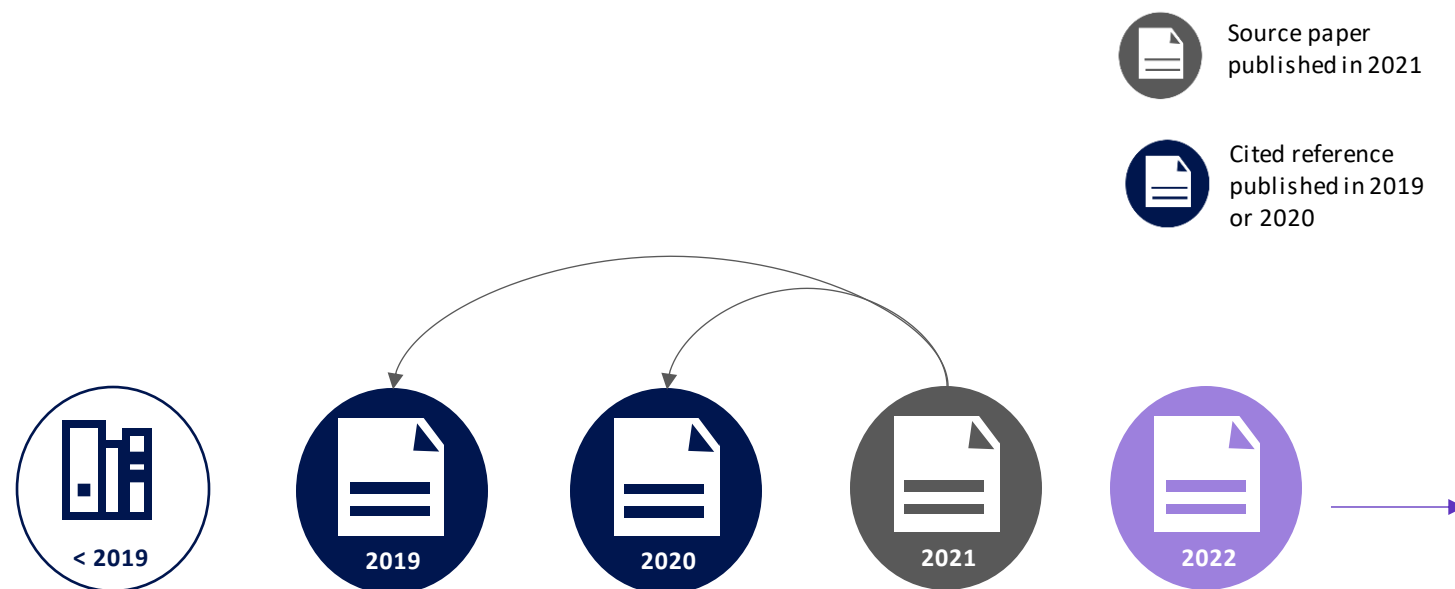 Source paper
published in 2021
Cited reference
published in 2019
or 2020
< 2019
2019
2020
2021
2022